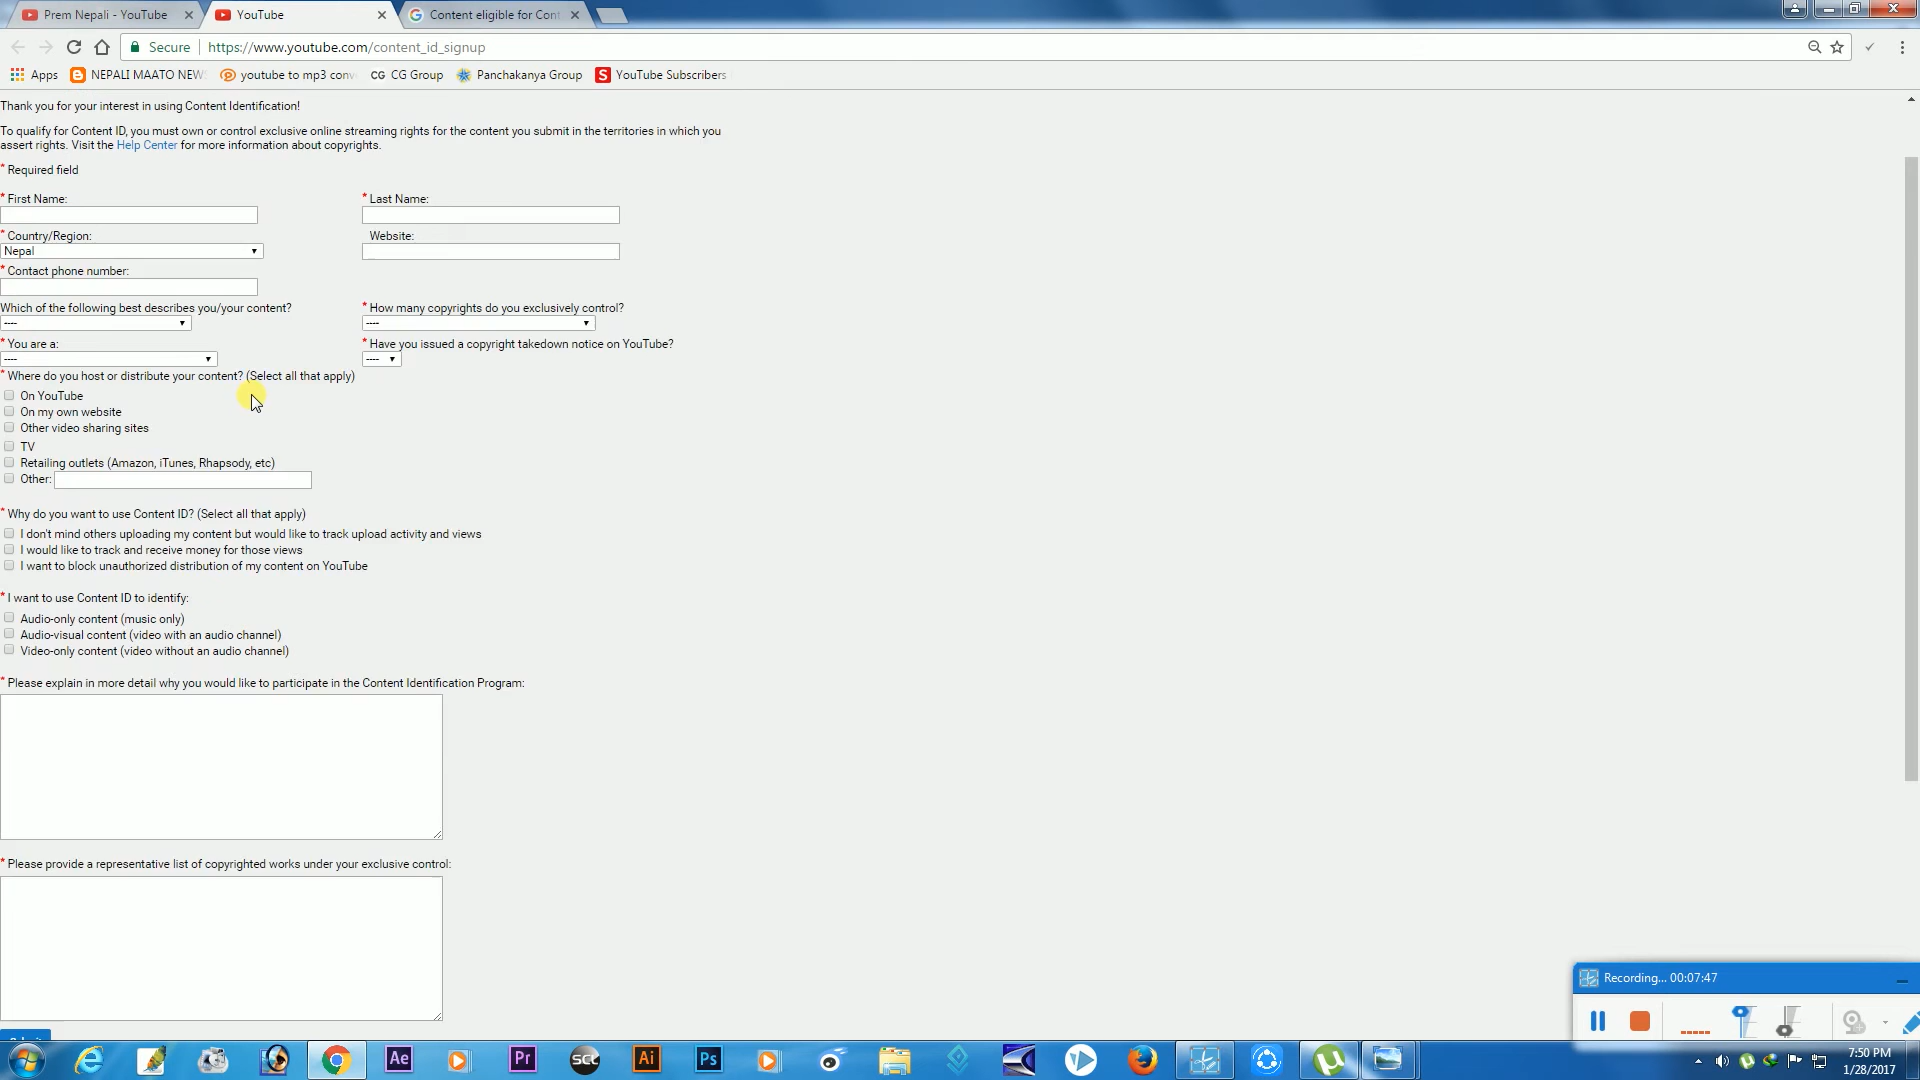 Prem Nepali - YouTube
YouTube
Content eligible for Cont
Secure
https://www.youtube.com/content_id_signup
Apps
NEPALI MAATO NEW
youtube to mp3 conv
CG CG Group
Panchakanya Group
S YouTube Subscribers
Thank you for your interest in using Content Identification!
To qualify for Content ID, you must own or control exclusive online streaming rights for the content you submit in the territories in which you
assert rights. Visit the Help Center for more information about copyrights.
* Required field
* First Name:
* Last Name:
* Country/Region:
Website:
Nepal
* Contact phone number:
Which of the following best describes you/your content?
* How many copyrights do you exclusively control?
----
----
* You are a:
* Have you issued a copyright takedown notice on YouTube?
----
----
* Where do you host or distribute your content? (Select all that apply)
On YouTube
On my own website
Other video sharing sites
TV
Retailing outlets (Amazon, iTunes, Rhapsody, etc)
Other:
* Why do you want to use Content ID? (Select all that apply)
I don't mind others uploading my content but would like to track upload activity and views
I would like to track and receive money for those views
I want to block unauthorized distribution of my content on YouTube
* I want to use Content ID to identify:
Audio-only content (music only)
Audio-visual content (video with an audio channel)
Video-only content (video without an audio channel)
* Please explain in more detail why you would like to participate in the Content Identification Program:
* Please provide a representative list of copyrighted works under your exclusive control:
Recording... 00:07:47
Ae
Pr
SCC
Ai
Ps
7:50 PM
1/28/2017